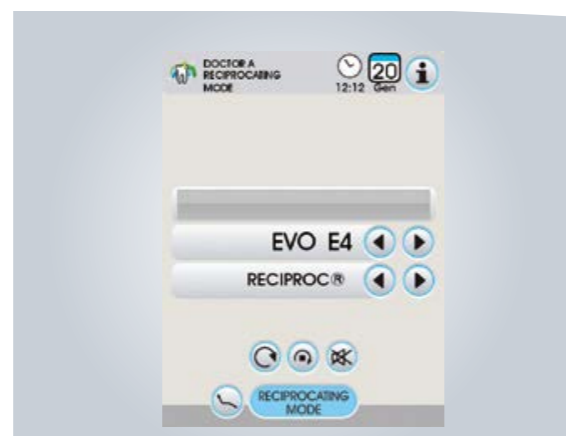 DOCTOR A
RECIPROCATING
MODE
12:12
20
Gen
i
EVO E4
RECIPROC®
RECIPROCATING
MODE